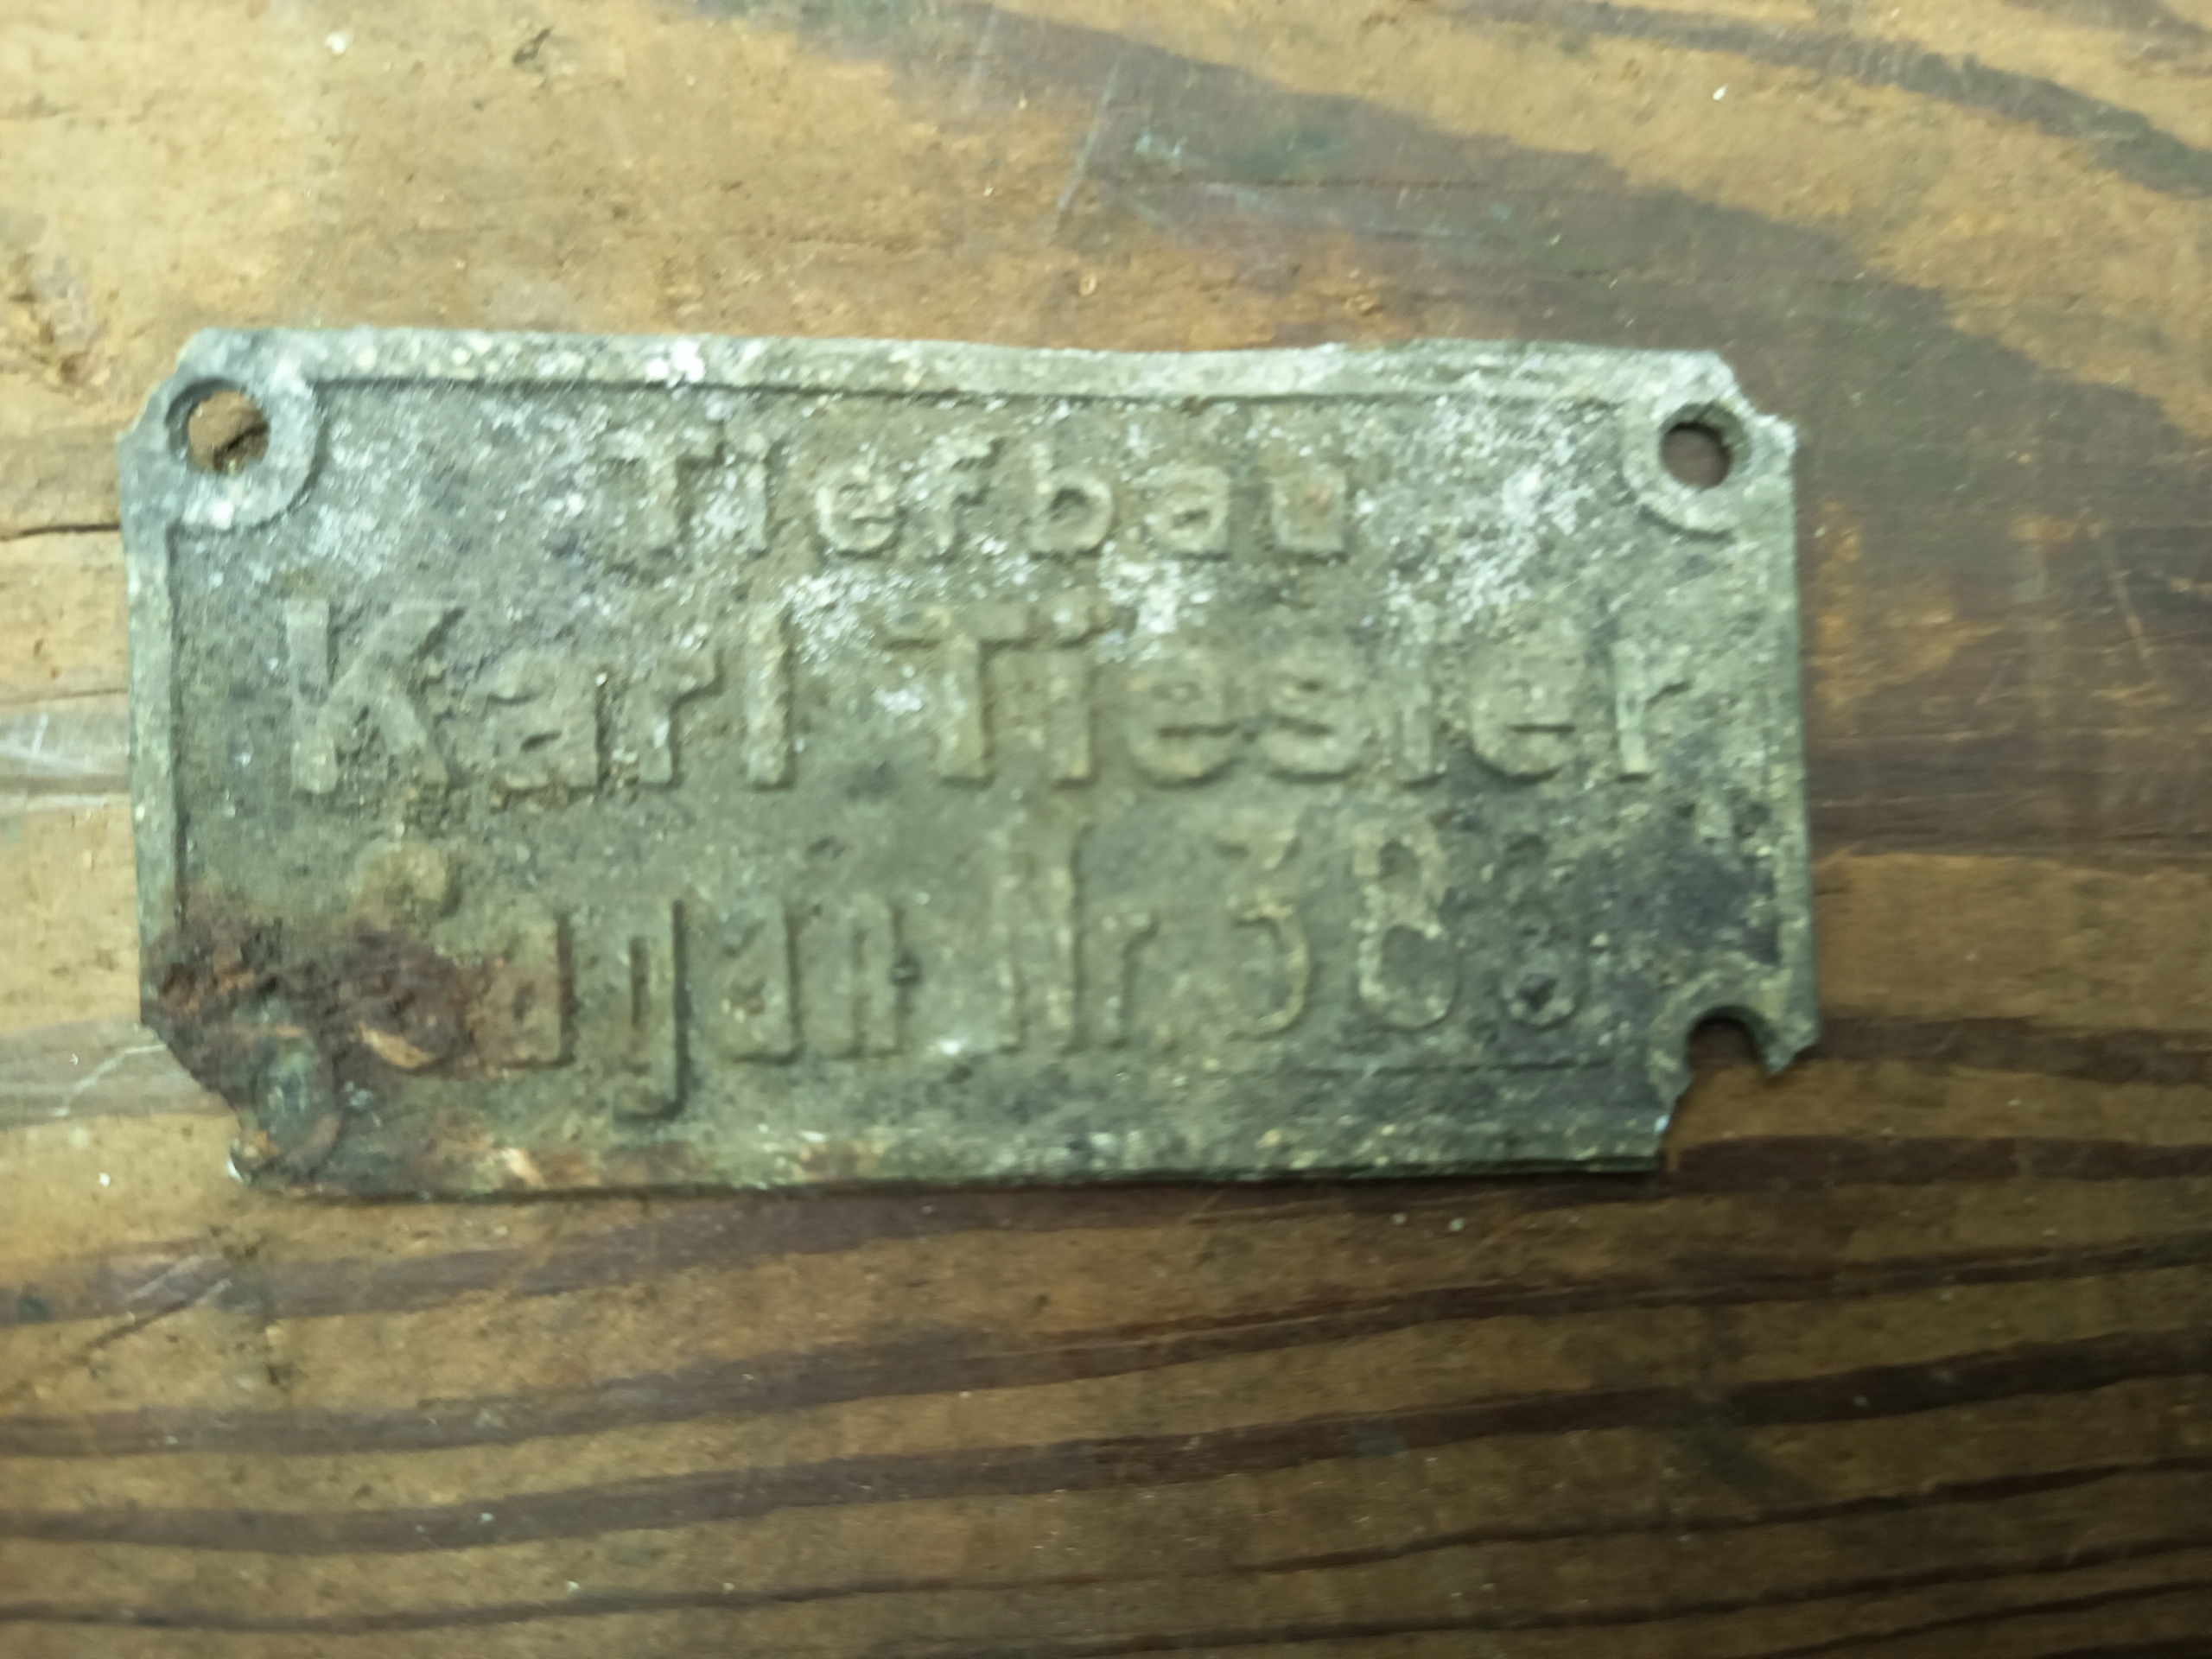 Tiefbau
Karl Tiesler
Nr.388